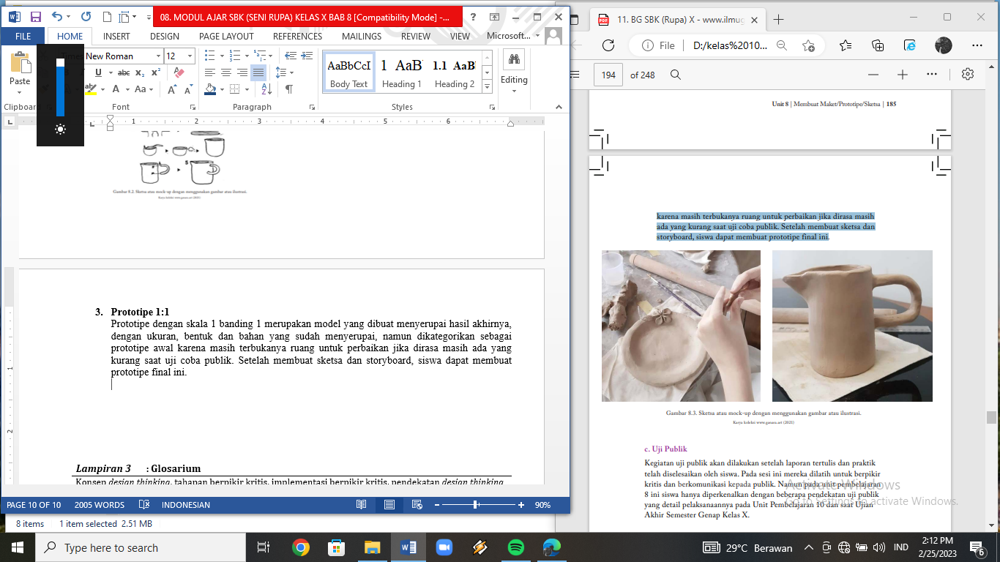 08. MODUL AJAR SBK (SENI RUPA) KELAS X BAB 8 [Compatibility Mode] -...
FILE
HOME
INSERT
DESIGN
PAGE LAYOUT
REFERENCES
MAILINGS
REVIEW
VIEW
Microsoft...
New Roman
12
Paste
Clipboard
Font
Paragraph
AaBbCcI
Body Text
1 AaB
Heading 1
1.1 AaB
Heading 2
Styles
Editing
1 2 3 4 5 6
Gambar 8.2. Sketsa atau mock-up dengan menggunakan gambar atau ilustrasi.
Karya koleksi www.ganara.art (2021)
3. Prototipe 1:1
Prototipe dengan skala 1 banding 1 merupakan model yang dibuat menyerupai hasil akhirnya,
dengan ukuran, bentuk dan bahan yang sudah menyerupai, namun dikategorikan sebagai
prototipe awal karena masih terbukanya ruang untuk perbaikan jika dirasa masih ada yang
kurang saat uji coba publik. Setelah membuat sketsa dan storyboard, siswa dapat membuat
prototipe final ini.
Lampiran 3 : Glosarium
Konsep design thinking, tahapan berpikir kritis, implementasi berpikir kritis, pendekatan design thinking
PAGE 10 OF 10
2005 WORDS
INDONESIAN
90%
8 items
1 item selected 2.51 MB
11. BG SBK (Rupa) X - www.ilmug
File
D:/kelas%2010...
194
of 248
Unit 8 | Membuat Maket/Prototipe/Sketsa | 185
karena masih terbukanya ruang untuk perbaikan jika dirasa masih
ada yang kurang saat uji coba publik. Setelah membuat sketsa dan
storyboard, siswa dapat membuat prototipe final ini.
Gambar 8.3. Sketsa atau mock-up dengan menggunakan gambar atau ilustrasi.
Karya koleksi www.ganara.art (2021)
c. Uji Publik
Kegiatan uji publik akan dilakukan setelah laporan tertulis dan praktik
telah diselesaikan oleh siswa. Pada sesi ini mereka dilatih untuk berpikir
kritis dan berkomunikasi kepada publik. Namun pada unit pembelajaran
8 ini siswa hanya diperkenalkan dengan beberapa pendekatan uji publik
yang detail pelaksanaannya pada Unit Pembelajaran 10 dan saat Ujian
Akhir Semester Genap Kelas X.
Activate Windows
Go to Settings to activate Windows.
Type here to search
29°C Berawan
IND
2:12 PM
2/25/2023
6